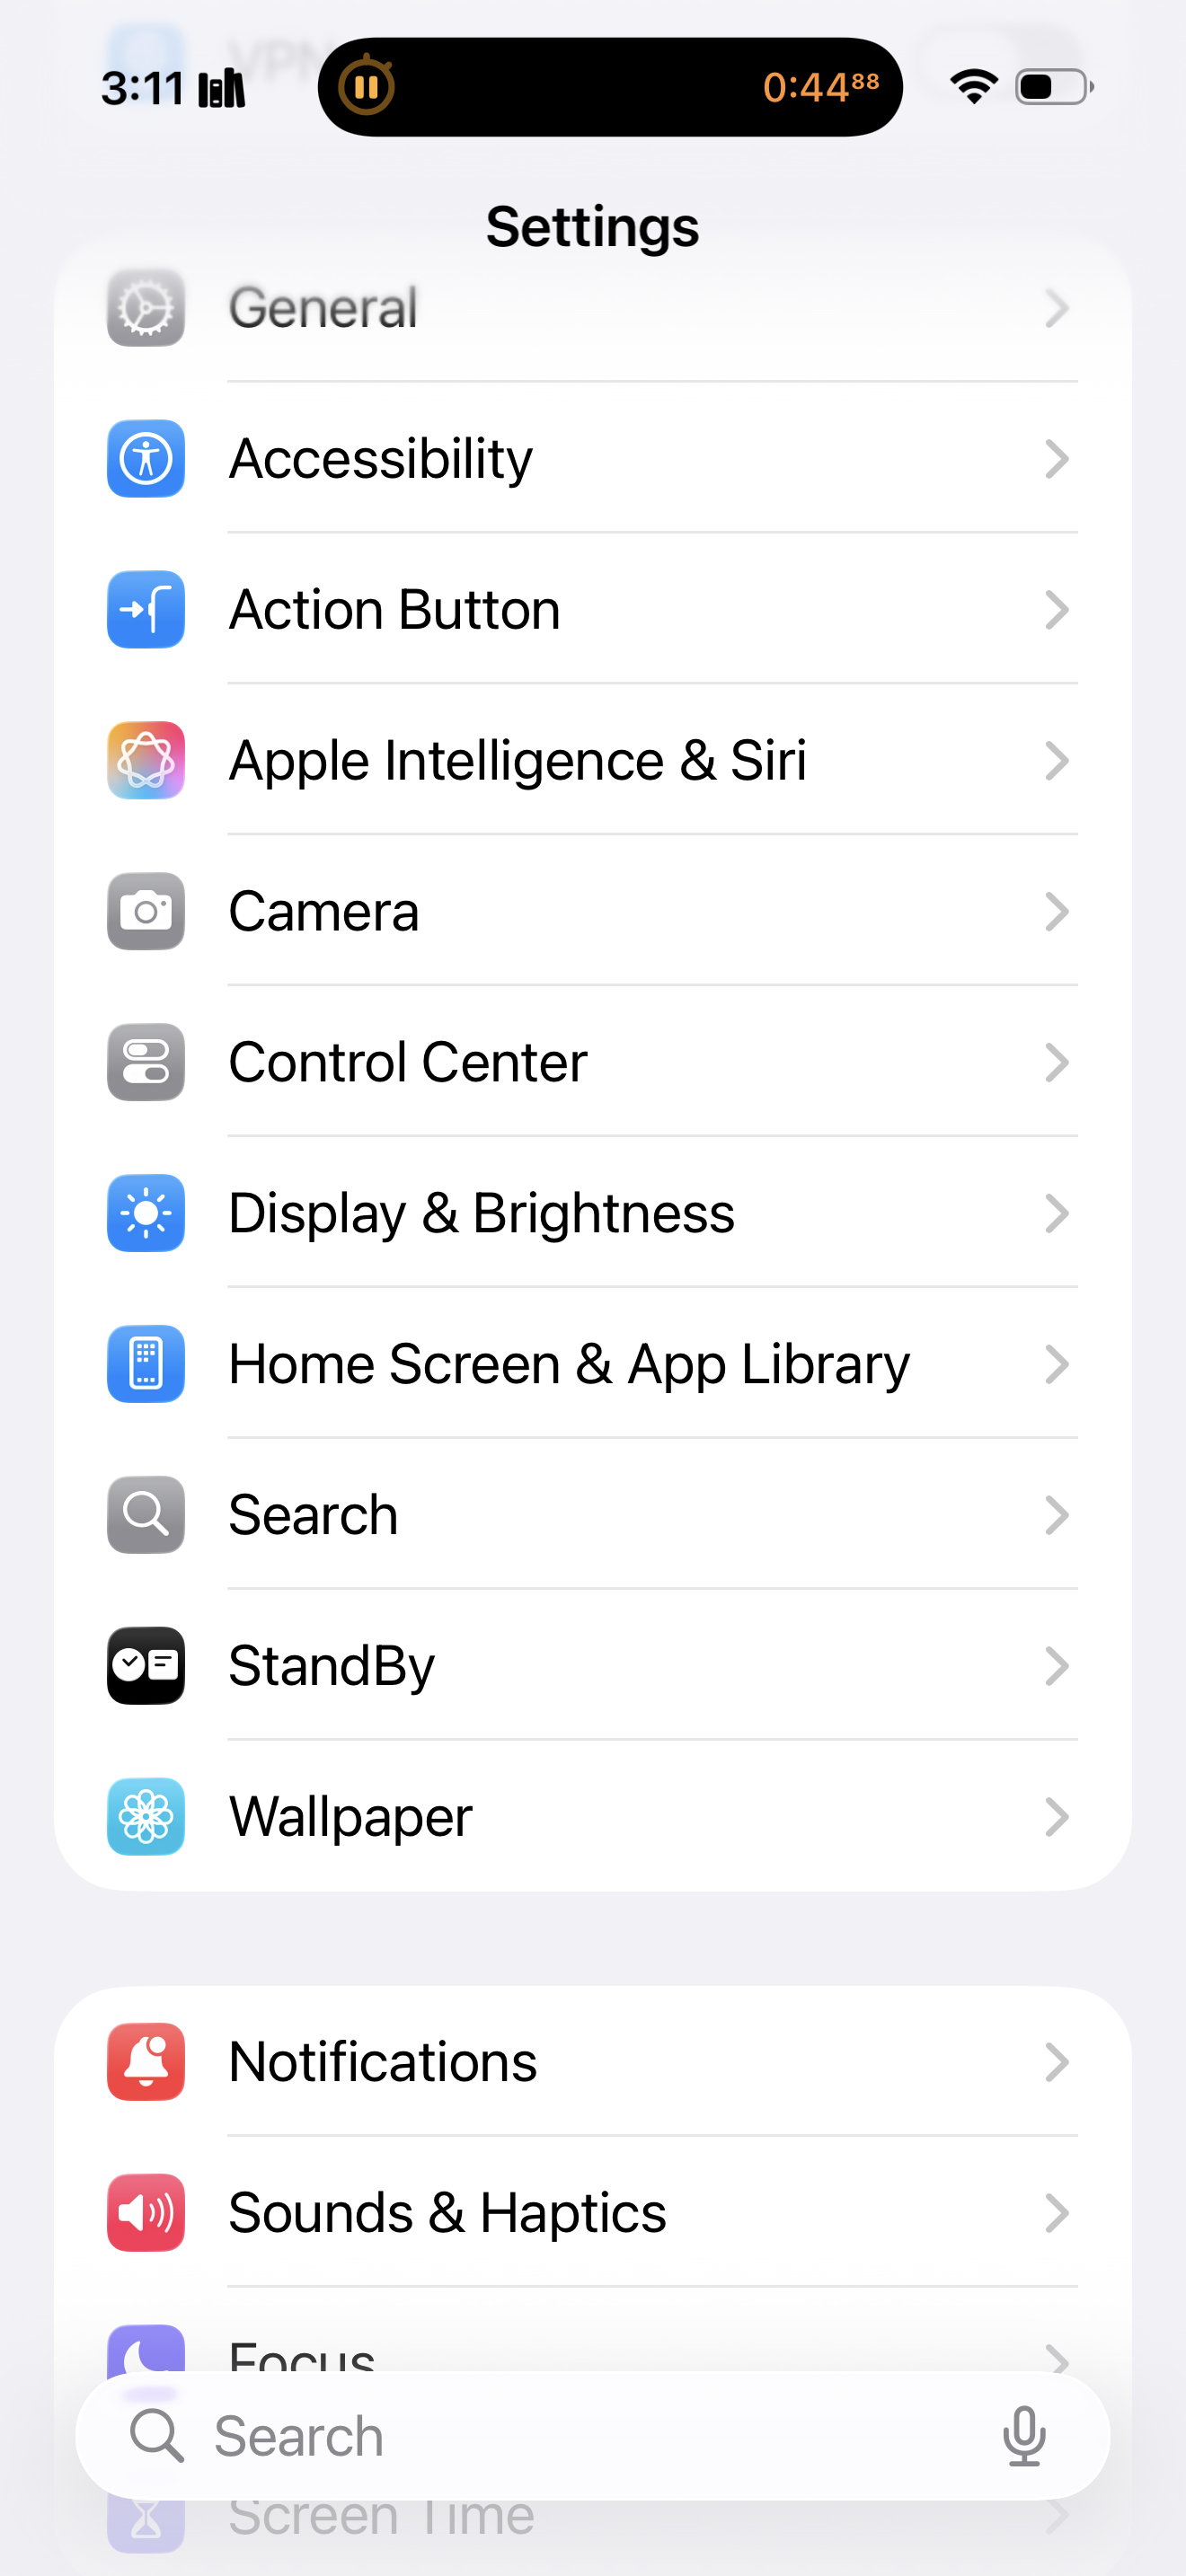 VPN
3:11
0:44⁸⁸
Settings
General
Accessibility
Action Button
Apple Intelligence & Siri
Camera
Control Center
Display & Brightness
Home Screen & App Library
Search
StandBy
Wallpaper
Notifications
Sounds & Haptics
Focus
Search
Screen Time